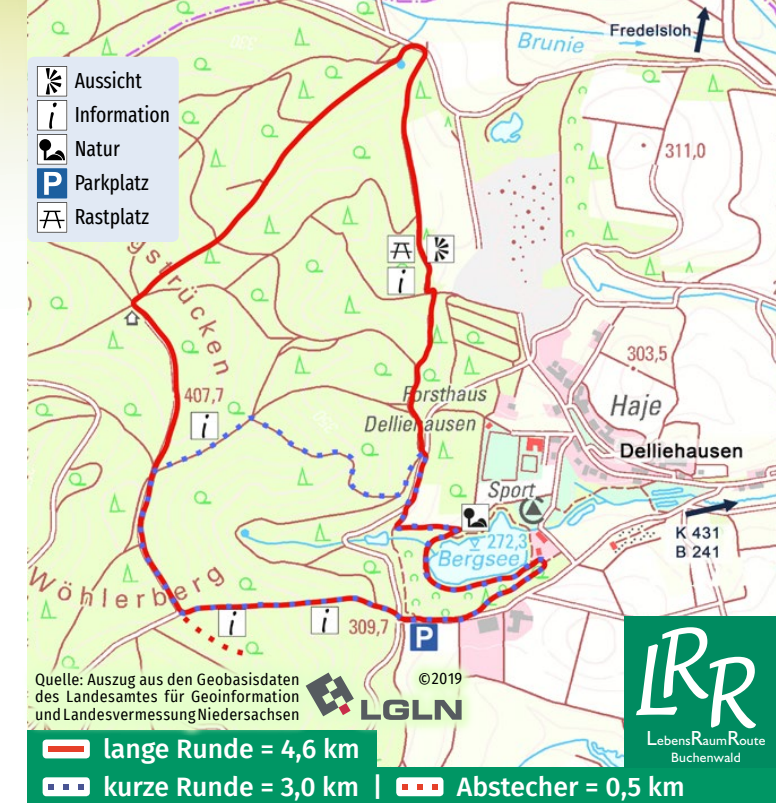 Fredelsloh
Brunie
Aussicht
Information
Natur
Parkplatz
Rastplatz
311,0
gsrücken
303,5
407,7
Forsthaus
Delliehausen
Haje
Delliehausen
Sport
272,3
Bergsee
K 431
B 241
Wöhlerberg
309,7
P
Quelle: Auszug aus den Geobasisdaten
des Landesamtes für Geoinformation
und Landesvermessung Niedersachsen
©2019
LGLN
LRR
LebensRaumRoute
Buchenwald
lange Runde = 4,6 km
kurze Runde = 3,0 km | Abstecher = 0,5 km